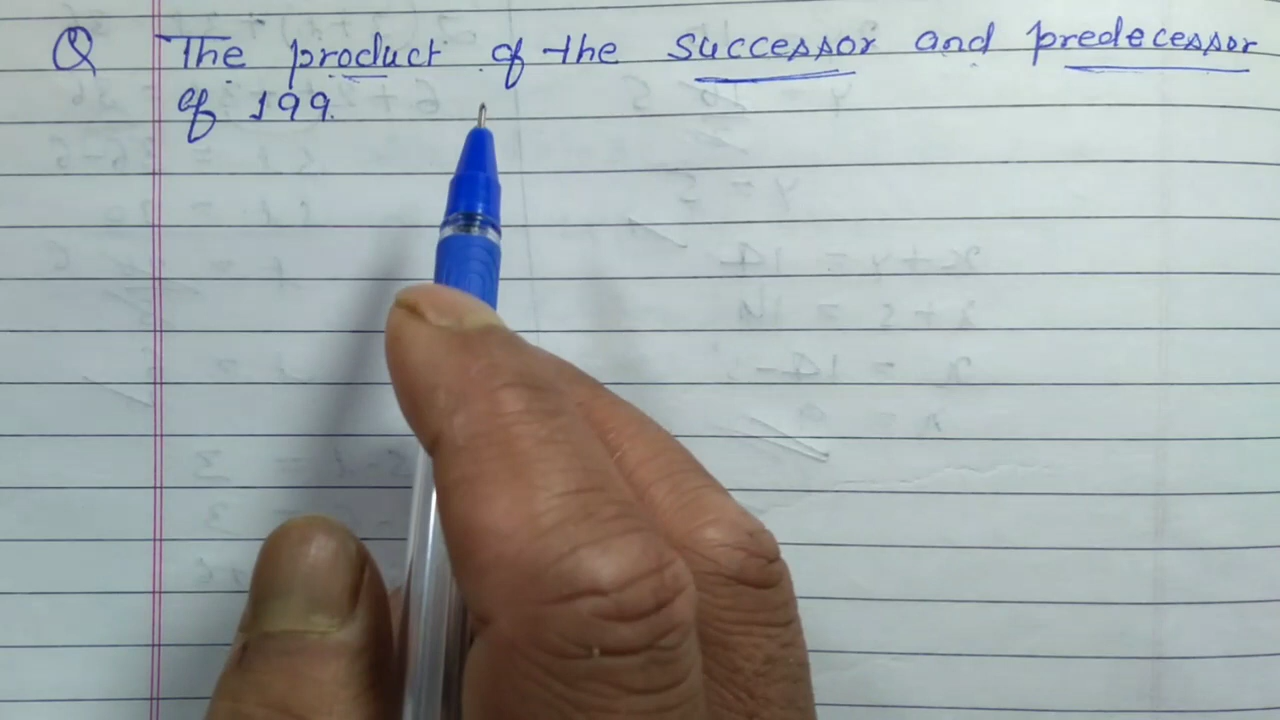 Q The product of the successor and predecessor
of 199.